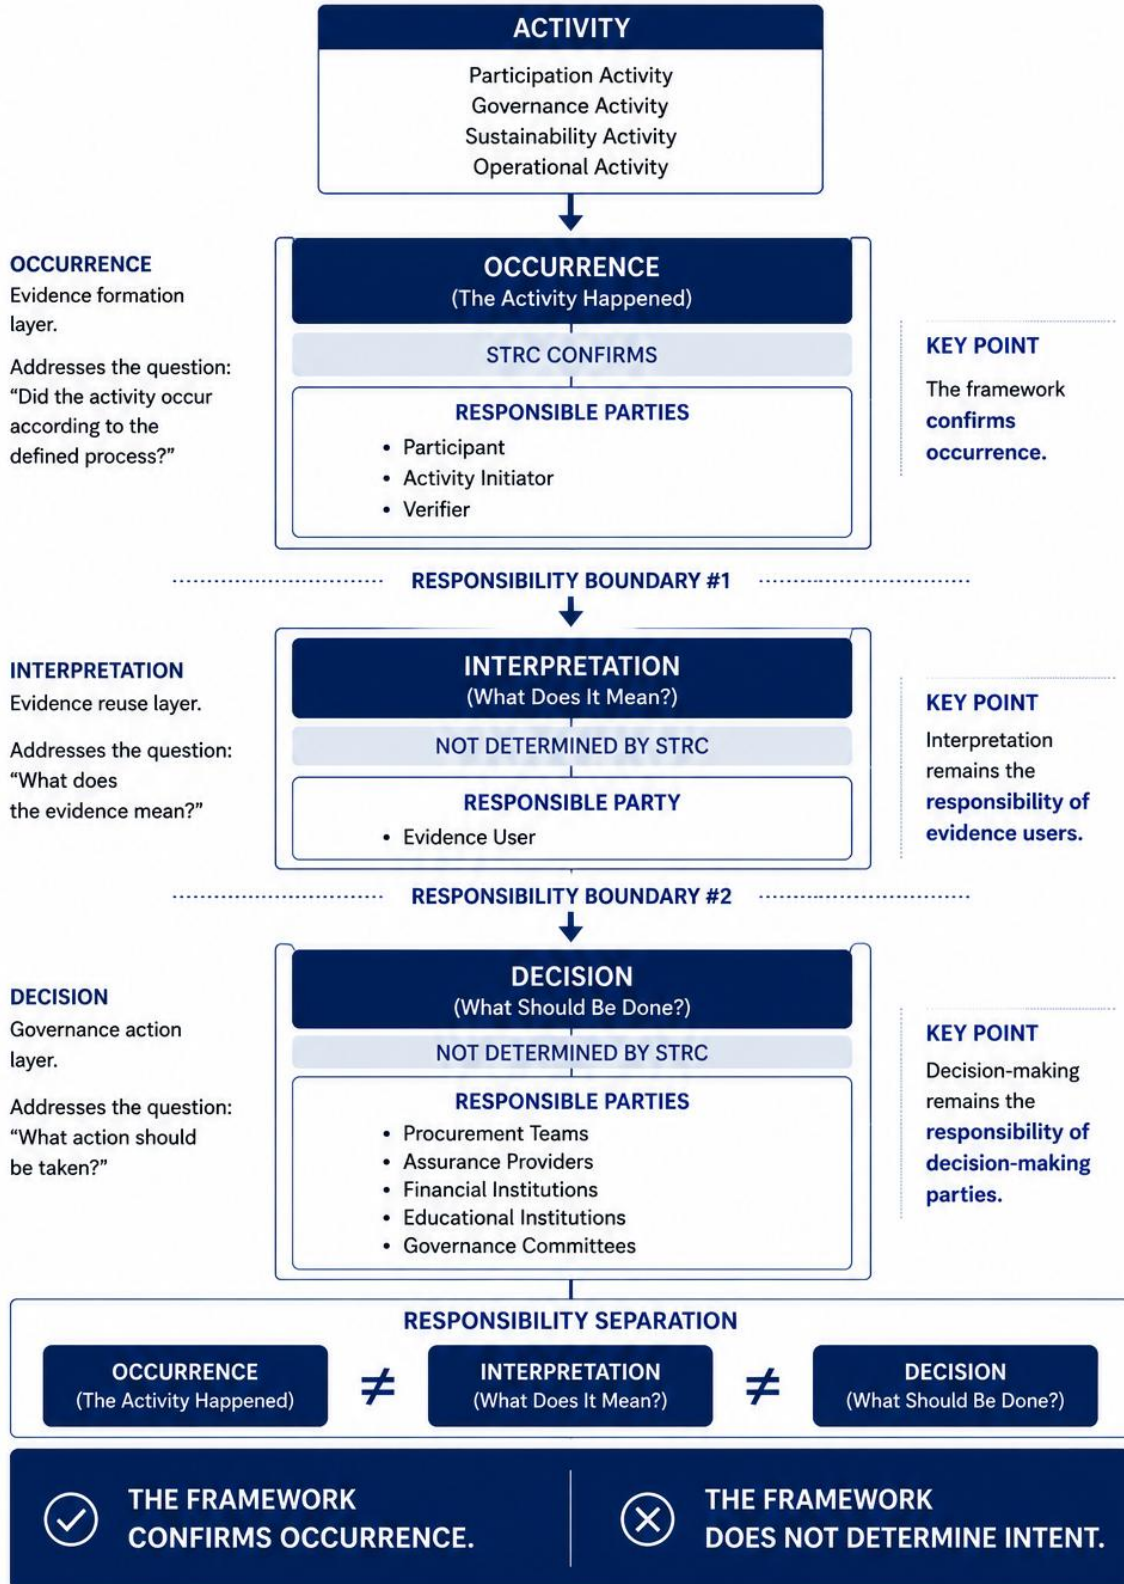 ACTIVITY
Participation Activity
Governance Activity
Sustainability Activity
Operational Activity
OCCURRENCE
Evidence formation
layer.
Addresses the question:
“Did the activity occur
according to the
defined process?”
OCCURRENCE
(The Activity Happened)
STRC CONFIRMS
RESPONSIBLE PARTIES
• Participant
• Activity Initiator
• Verifier
KEY POINT
The framework
confirms
occurrence.
RESPONSIBILITY BOUNDARY #1
INTERPRETATION
Evidence reuse layer.
Addresses the question:
“What does
the evidence mean?”
INTERPRETATION
(What Does It Mean?)
NOT DETERMINED BY STRC
RESPONSIBLE PARTY
• Evidence User
KEY POINT
Interpretation
remains the
responsibility of
evidence users.
RESPONSIBILITY BOUNDARY #2
DECISION
Governance action
layer.
Addresses the question:
“What action should
be taken?”
DECISION
(What Should Be Done?)
NOT DETERMINED BY STRC
RESPONSIBLE PARTIES
• Procurement Teams
• Assurance Providers
• Financial Institutions
• Educational Institutions
• Governance Committees
KEY POINT
Decision-making
remains the
responsibility of
decision-making
parties.
RESPONSIBILITY SEPARATION
OCCURRENCE
(The Activity Happened)
≠
INTERPRETATION
(What Does It Mean?)
≠
DECISION
(What Should Be Done?)
THE FRAMEWORK
CONFIRMS OCCURRENCE.
THE FRAMEWORK
DOES NOT DETERMINE INTENT.